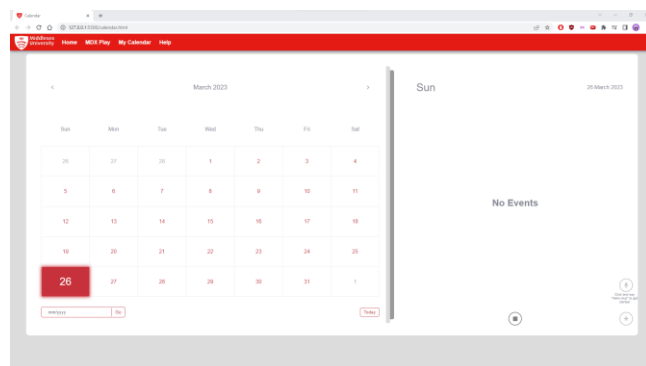 Calendar
127.0.0.1:5500/calendar.html
Middlesex University Home MDX Play My Calendar Help
March 2023
Sun Mon Tue Wed Thu Fri Sat
26 27 28 1 2 3 4
5 6 7 8 9 10 11
12 13 14 15 16 17 18
19 20 21 22 23 24 25
26 27 28 29 30 31 1
mm/yyyy Go Today
Sun 26 March 2023
No Events